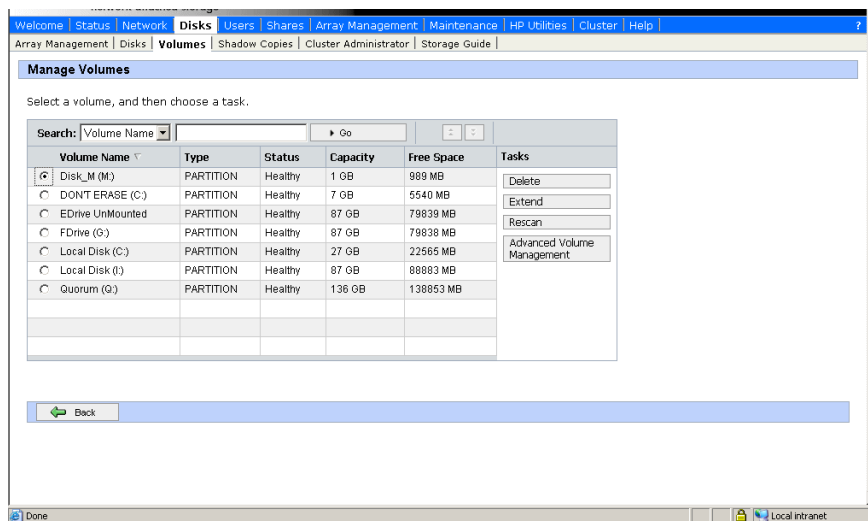 Welcome | Status | Network | Disks | Users | Shares | Array Management | Maintenance | HP Utilities | Cluster | Help | ?
Array Management | Disks | Volumes | Shadow Copies | Cluster Administrator | Storage Guide |
Manage Volumes
Select a volume, and then choose a task.
Search: Volume Name Go
Volume Name Type Status Capacity Free Space Tasks
Disk_M (M:) PARTITION Healthy 1 GB 989 MB
DON'T ERASE (C:) PARTITION Healthy 7 GB 5540 MB
EDrive UnMounted PARTITION Healthy 87 GB 79839 MB
FDrive (G:) PARTITION Healthy 87 GB 79838 MB
Local Disk (C:) PARTITION Healthy 27 GB 22565 MB
Local Disk (I:) PARTITION Healthy 87 GB 88883 MB
Quorum (Q:) PARTITION Healthy 136 GB 138853 MB
Delete
Extend
Rescan
Advanced Volume
Management
Back
Done Local intranet